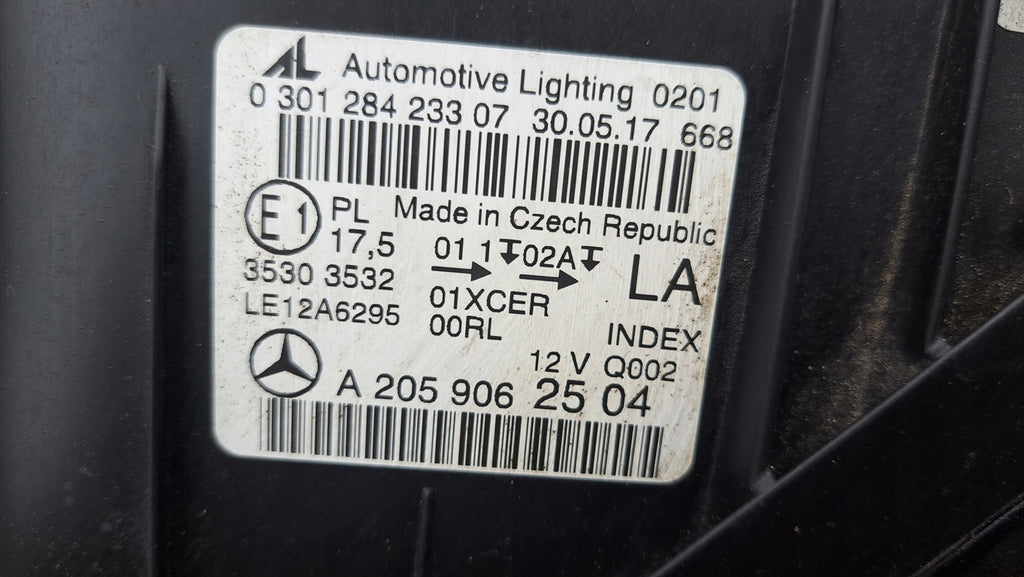 AL Automotive Lighting 0201
0 301 284 233 07 30.05.17 668
E1 PL Made in Czech Republic
17,5 01 1 02A LA
3530 3532
LE12A6295 01XCER
00RL INDEX
12 V Q002
A 205 906 25 04